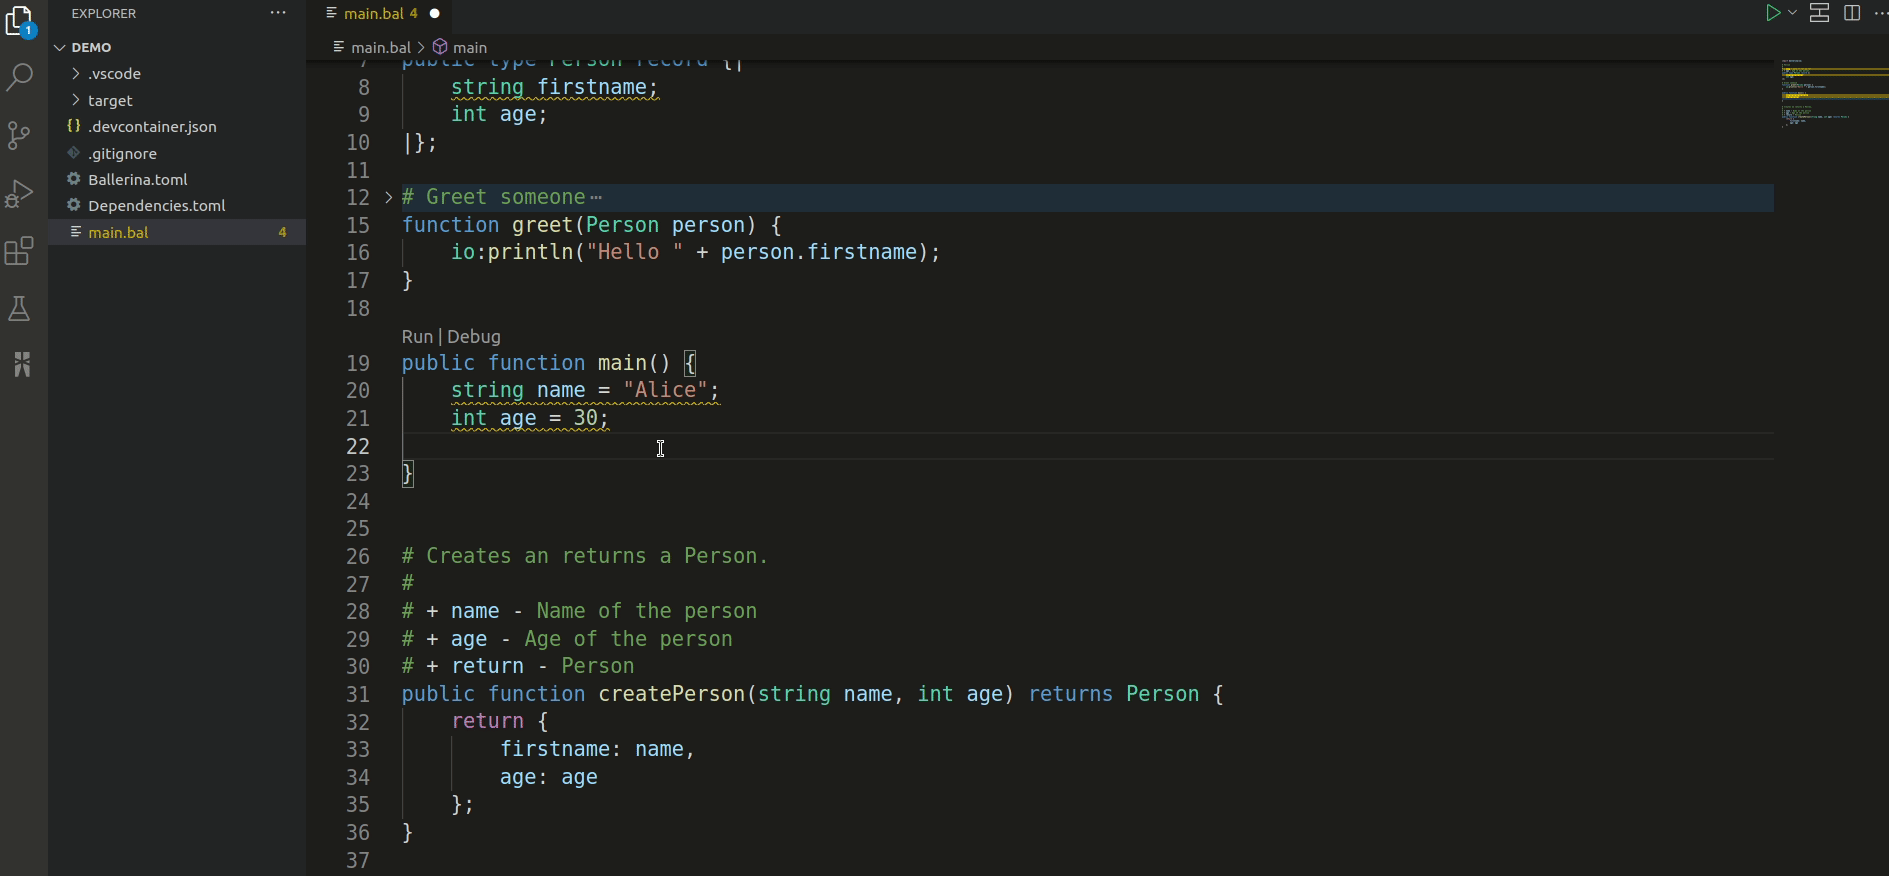 EXPLORER ···
DEMO
.vscode
target
{} .devcontainer.json
.gitignore
Ballerina.toml
Dependencies.toml
main.bal 4
1
main.bal 4
main.bal > main
7 public type Person record {|
8 string firstname;
9 int age;
10 |};
11
12 # Greet someone ···
15 function greet(Person person) {
16 io:println("Hello " + person.firstname);
17 }
18
Run | Debug
19 public function main() {
20 string name = "Alice";
21 int age = 30;
22
23 }
24
25
26 # Creates an returns a Person.
27 #
28 # + name - Name of the person
29 # + age - Age of the person
30 # + return - Person
31 public function createPerson(string name, int age) returns Person {
32 return {
33 firstname: name,
34 age: age
35 };
36 }
37